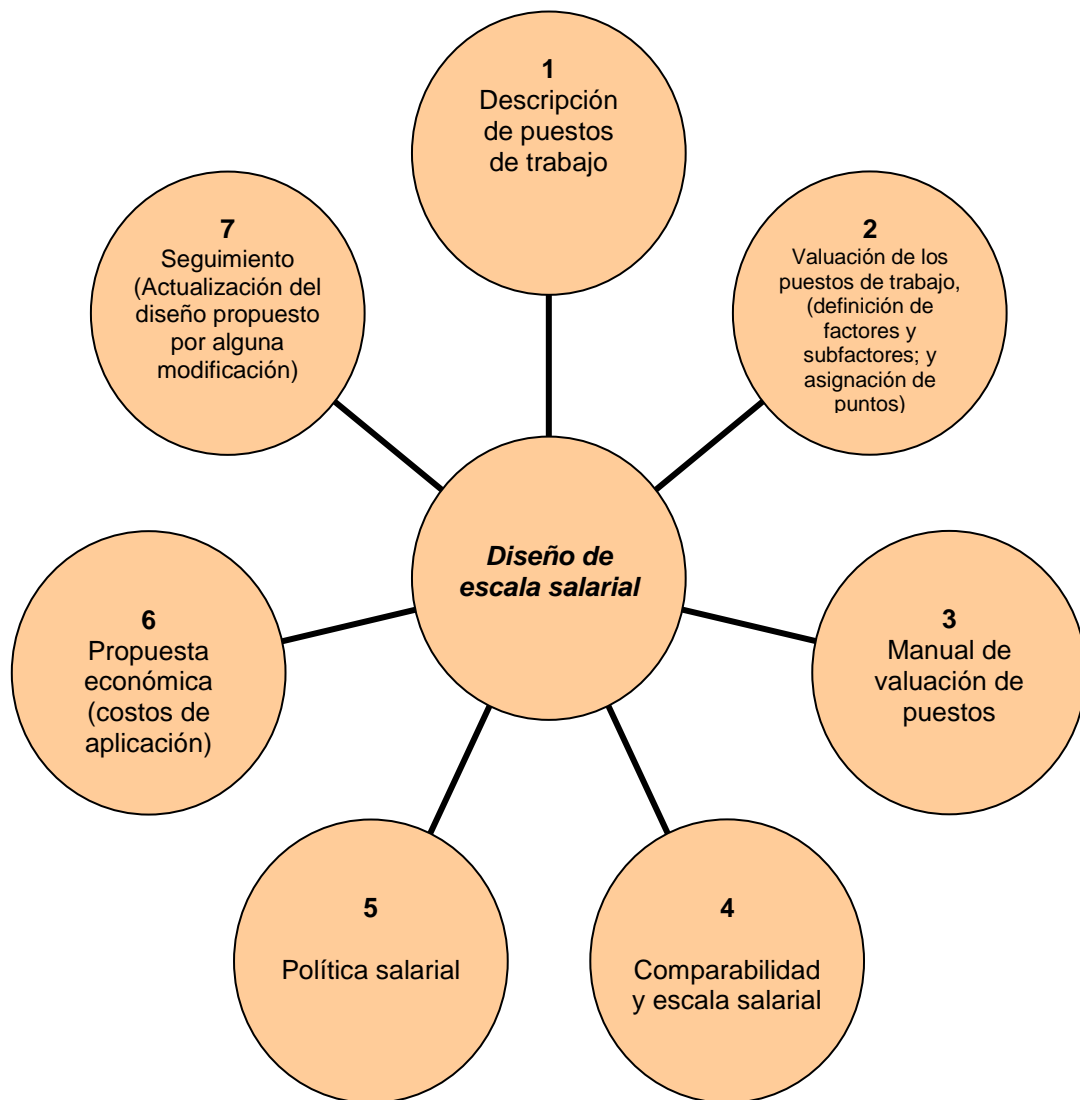 1
Descripción
de puestos
de trabajo
2
Valuación de los
puestos de trabajo,
(definición de
factores y
subfactores; y
asignación de
puntos)
3
Manual de
valuación de
puestos
4
Comparabilidad
y escala salarial
5
Política salarial
6
Propuesta
económica
(costos de
aplicación)
7
Seguimiento
(Actualización del
diseño propuesto
por alguna
modificación)
Diseño de
escala salarial